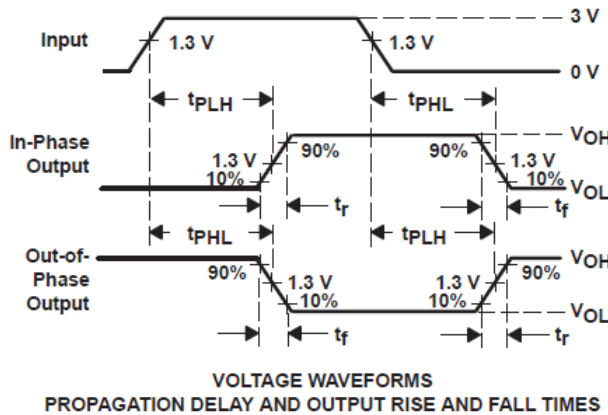 3 V
Input
1.3 V
1.3 V
0 V
tPLH
tPHL
In-Phase
Output
VOH
90%
90%
1.3 V
1.3 V
10%
10%
VOL
tr
tf
tPHL
tPLH
Out-of-
Phase
Output
VOH
90%
90%
1.3 V
1.3 V
10%
10%
VOL
tf
tr
VOLTAGE WAVEFORMS
PROPAGATION DELAY AND OUTPUT RISE AND FALL TIMES